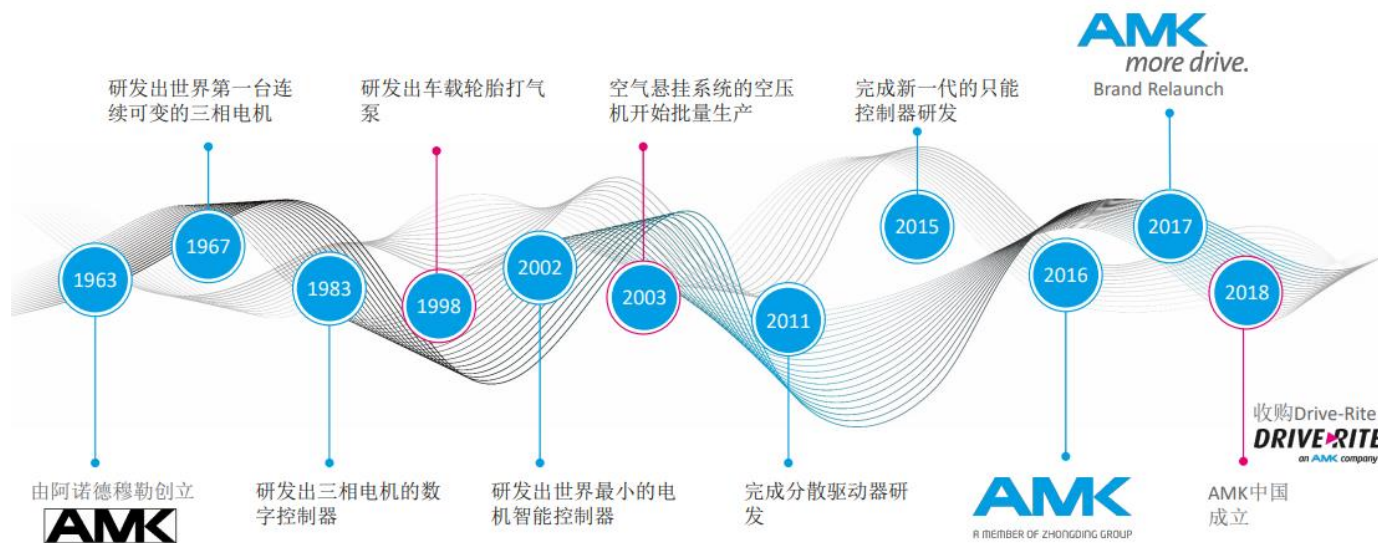 AMK
more drive.
Brand Relaunch
研发出世界第一台连
续可变的三相电机
研发出车载轮胎打气
泵
空气悬挂系统的空压
机开始批量生产
完成新一代的只能
控制器研发
1963
1967
1983
1998
2002
2003
2011
2015
2016
2017
2018
由阿诺德穆勒创立
AMK
研发出三相电机的数
字控制器
研发出世界最小的电
机智能控制器
完成分散驱动器研
发
AMK
A MEMBER OF ZHONGDING GROUP
收购Drive-Rite
DRIVE RITE
an AMK company
AMK中国
成立